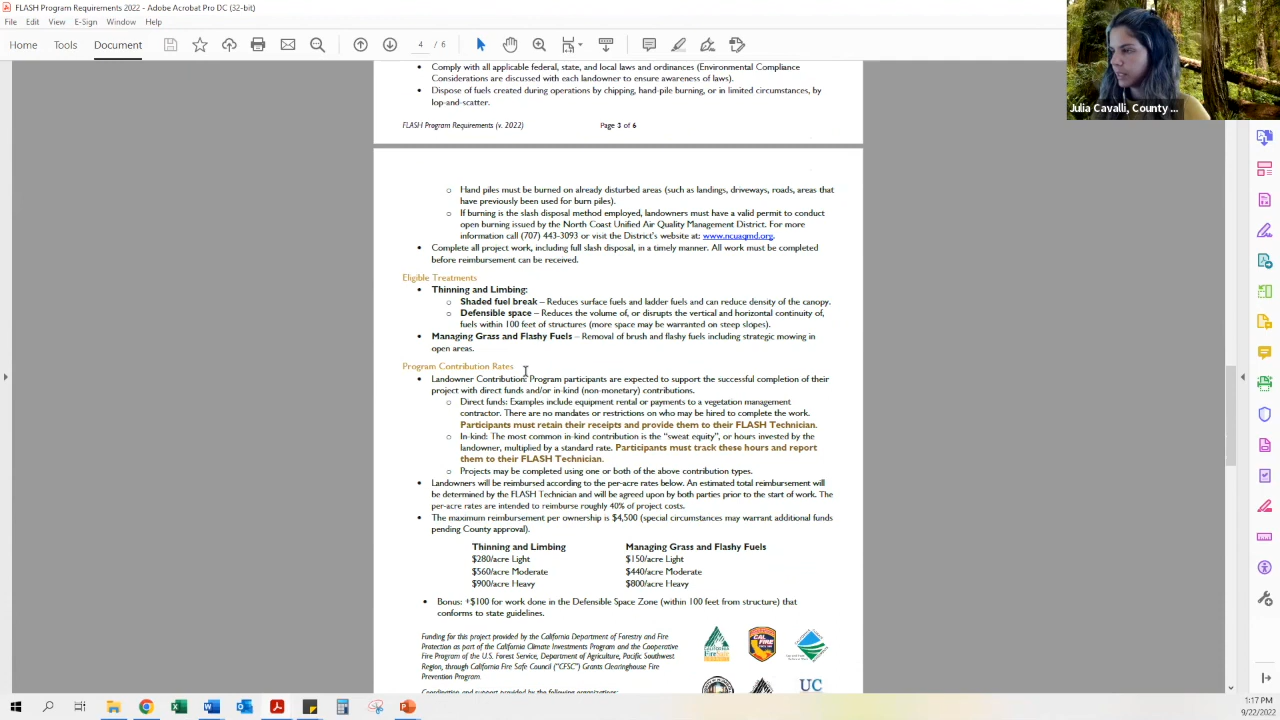 FLASH Program Requirements 2022 - Adobe Acrobat Pro DC (32-bit)
File Edit View E-Sign Window Help
Home Tools Document 4 / 6
Julia Cavalli, County ...
• Comply with all applicable federal, state, and local laws and ordinances (Environmental Compliance
Considerations are discussed with each landowner to ensure awareness of laws).
• Dispose of fuels created during operations by chipping, hand-pile burning, or in limited circumstances, by
lop-and-scatter.
FLASH Program Requirements (v. 2022) Page 3 of 6
o Hand piles must be burned on already disturbed areas (such as landings, driveways, roads, areas that
have previously been used for burn piles).
o If burning is the slash disposal method employed, landowners must have a valid permit to conduct
open burning issued by the North Coast Unified Air Quality Management District. For more
information call (707) 443-3093 or visit the District's website at: www.ncuaqmd.org.
• Complete all project work, including full slash disposal, in a timely manner. All work must be completed
before reimbursement can be received.
Eligible Treatments
• Thinning and Limbing:
o Shaded fuel break – Reduces surface fuels and ladder fuels and can reduce density of the canopy.
o Defensible space – Reduces the volume of, or disrupts the vertical and horizontal continuity of,
fuels within 100 feet of structures (more space may be warranted on steep slopes).
• Managing Grass and Flashy Fuels – Removal of brush and flashy fuels including strategic mowing in
open areas.
Program Contribution Rates
• Landowner Contribution: Program participants are expected to support the successful completion of their
project with direct funds and/or in-kind (non-monetary) contributions.
o Direct funds: Examples include equipment rental or payments to a vegetation management
contractor. There are no mandates or restrictions on who may be hired to complete the work.
Participants must retain their receipts and provide them to their FLASH Technician.
o In-kind: The most common in-kind contribution is the "sweat equity", or hours invested by the
landowner, multiplied by a standard rate. Participants must track these hours and report
them to their FLASH Technician.
o Projects may be completed using one or both of the above contribution types.
• Landowners will be reimbursed according to the per-acre rates below. An estimated total reimbursement will
be determined by the FLASH Technician and will be agreed upon by both parties prior to the start of work. The
per-acre rates are intended to reimburse roughly 40% of project costs.
• The maximum reimbursement per ownership is $4,500 (special circumstances may warrant additional funds
pending County approval).
Thinning and Limbing Managing Grass and Flashy Fuels
$280/acre Light $150/acre Light
$560/acre Moderate $440/acre Moderate
$900/acre Heavy $800/acre Heavy
• Bonus: +$100 for work done in the Defensible Space Zone (within 100 feet from structure) that
conforms to state guidelines.
Funding for this project provided by the California Department of Forestry and Fire
Protection as part of the California Climate Investments Program and the Cooperative
Fire Program of the U.S. Forest Service, Department of Agriculture, Pacific Southwest
Region, through California Fire Safe Council ("CFSC") Grants Clearinghouse Fire
Prevention Program.
Coordination and support provided by the following organizations:
CAL FIRE
UC
1:17 PM
9/22/2022